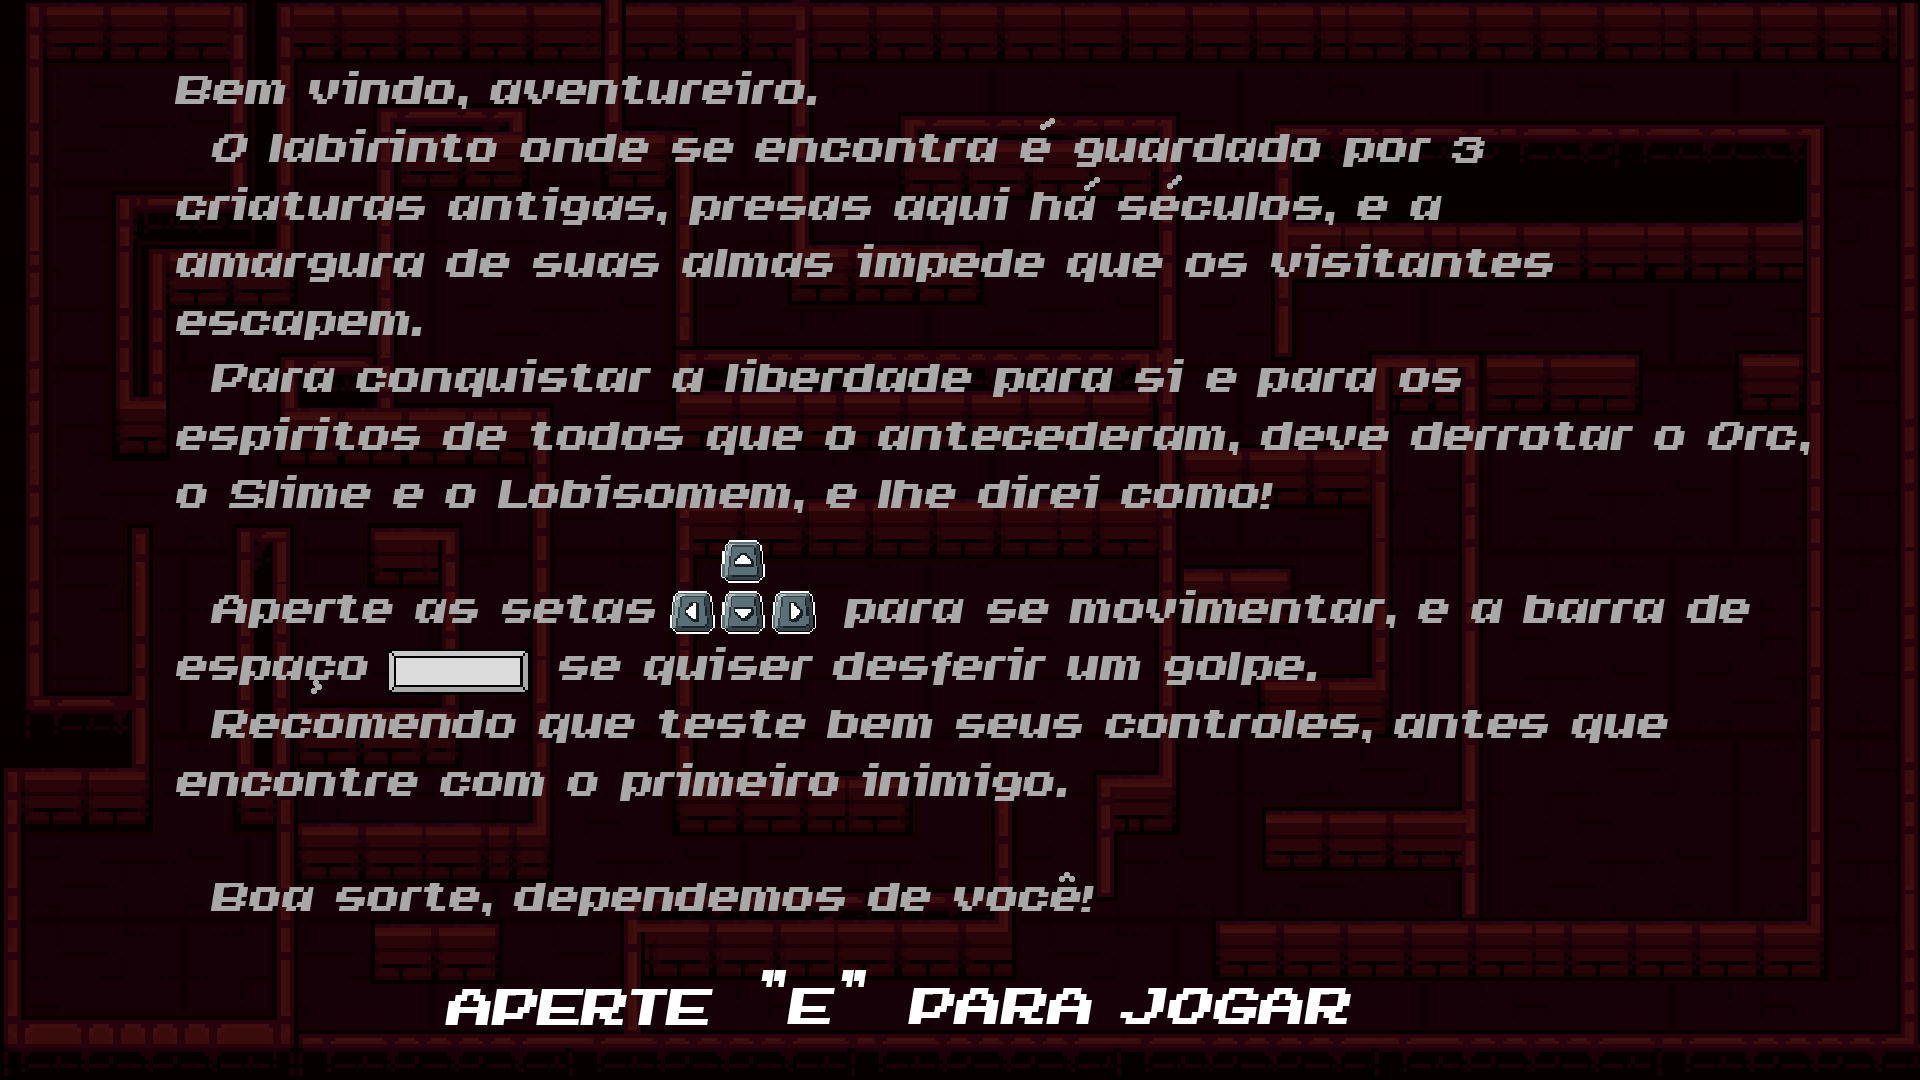 Bem vindo, aventureiro.
O labirinto onde se encontra é guardado por 3
criaturas antigas, presas aqui há séculos, e a
amargura de suas almas impede que os visitantes
escapem.
Para conquistar a liberdade para si e para os
espiritos de todos que o antecederam, deve derrotar o Orc,
o Slime e o Lobisomem, e lhe direi como!
Aperte as setas para se movimentar, e a barra de
espaço se quiser desferir um golpe.
Recomendo que teste bem seus controles, antes que
encontre com o primeiro inimigo.
Boa sorte, dependemos de você!
APERTE "E" PARA JOGAR